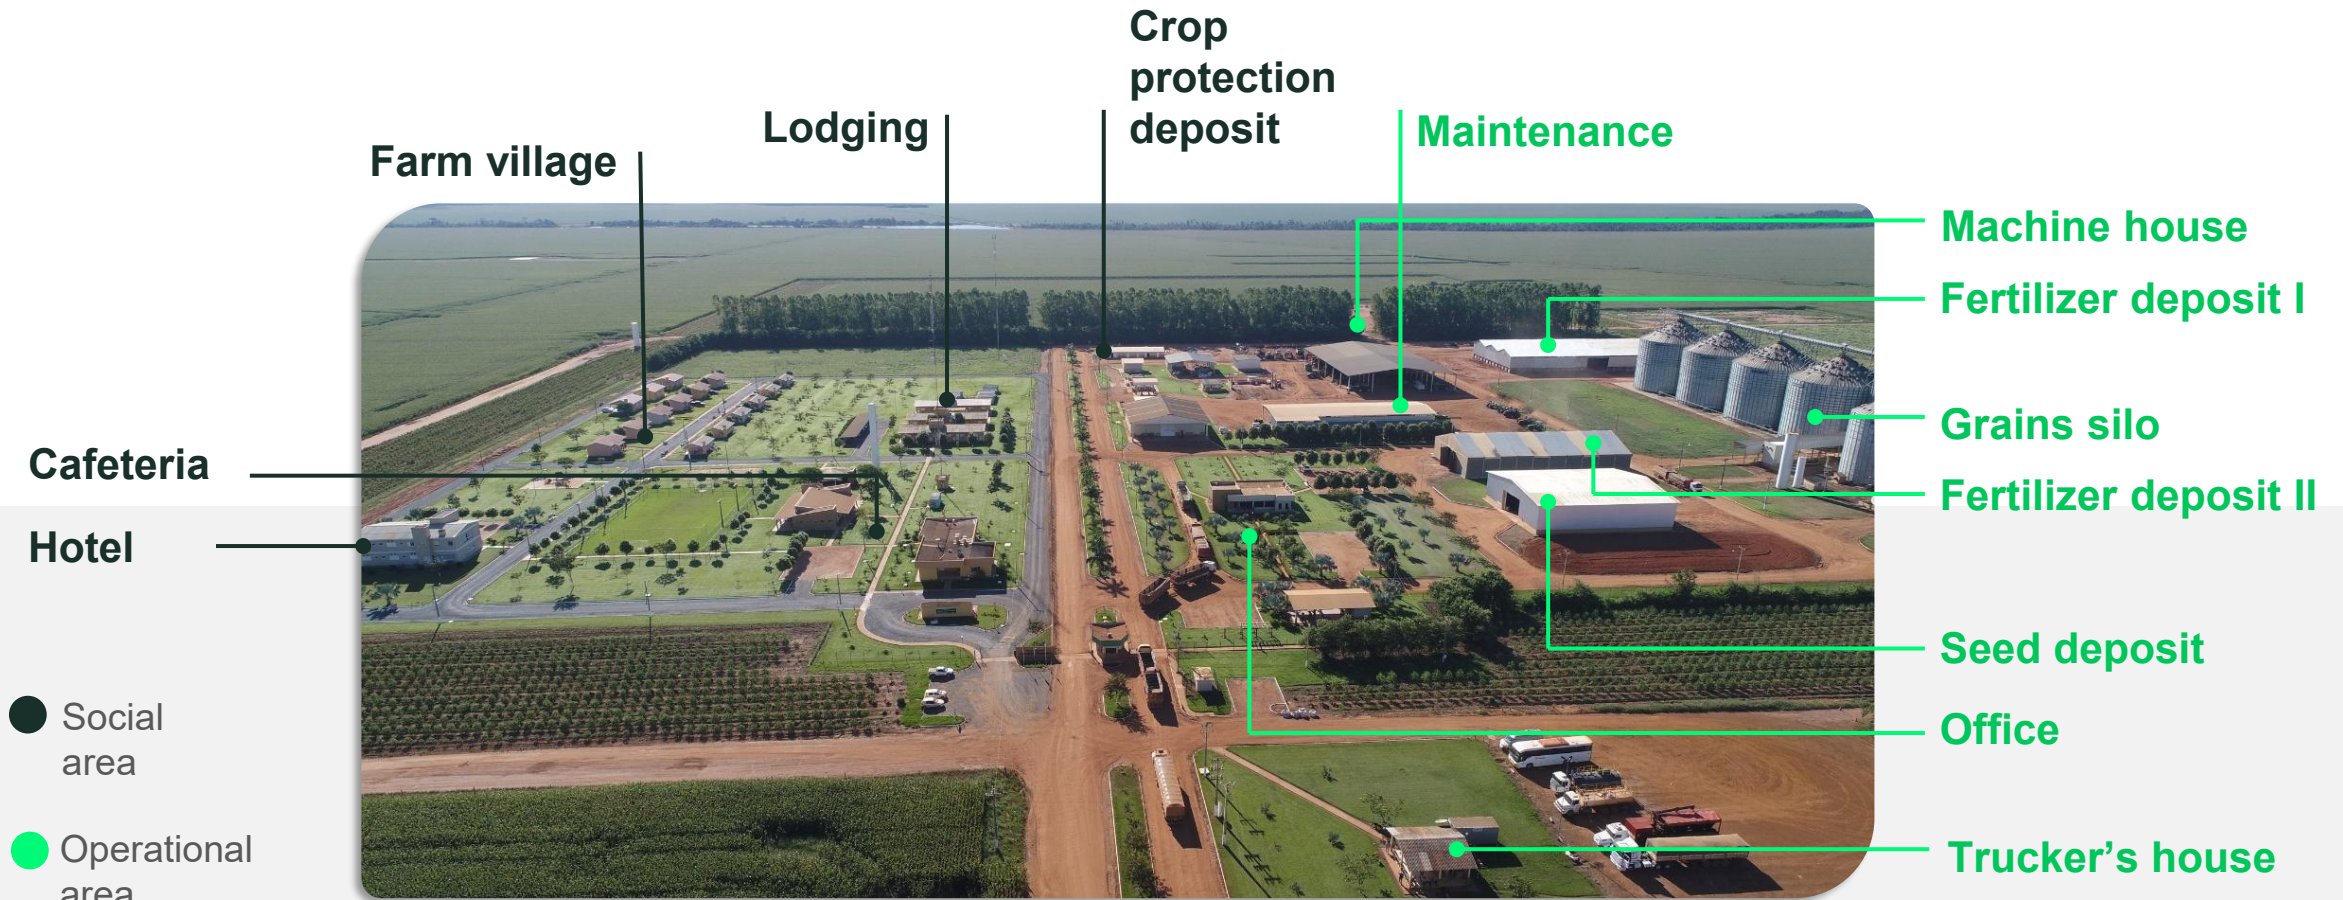 Crop
protection
deposit
Lodging
Maintenance
Farm village
Machine house
Fertilizer deposit I
Grains silo
Cafeteria
Fertilizer deposit II
Hotel
Seed deposit
Social
area
Office
Operational
area
Trucker’s house